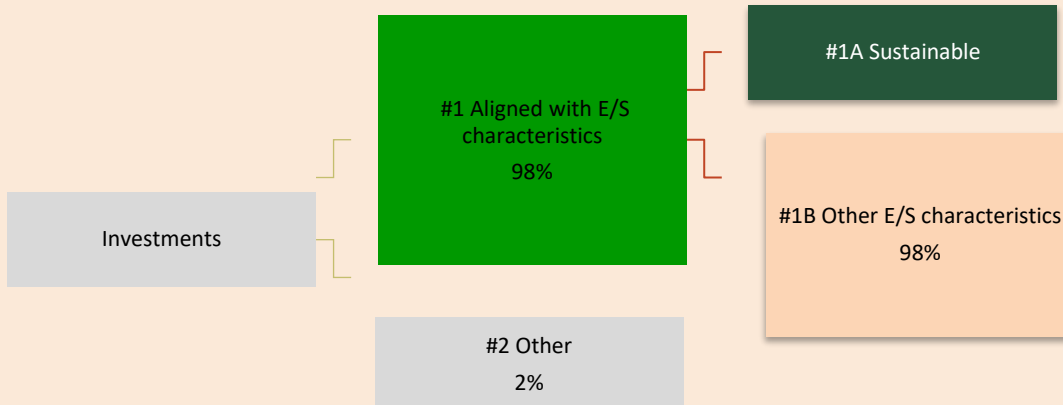 Investments
#1 Aligned with E/S
characteristics
98%
#2 Other
2%
#1A Sustainable
#1B Other E/S characteristics
98%